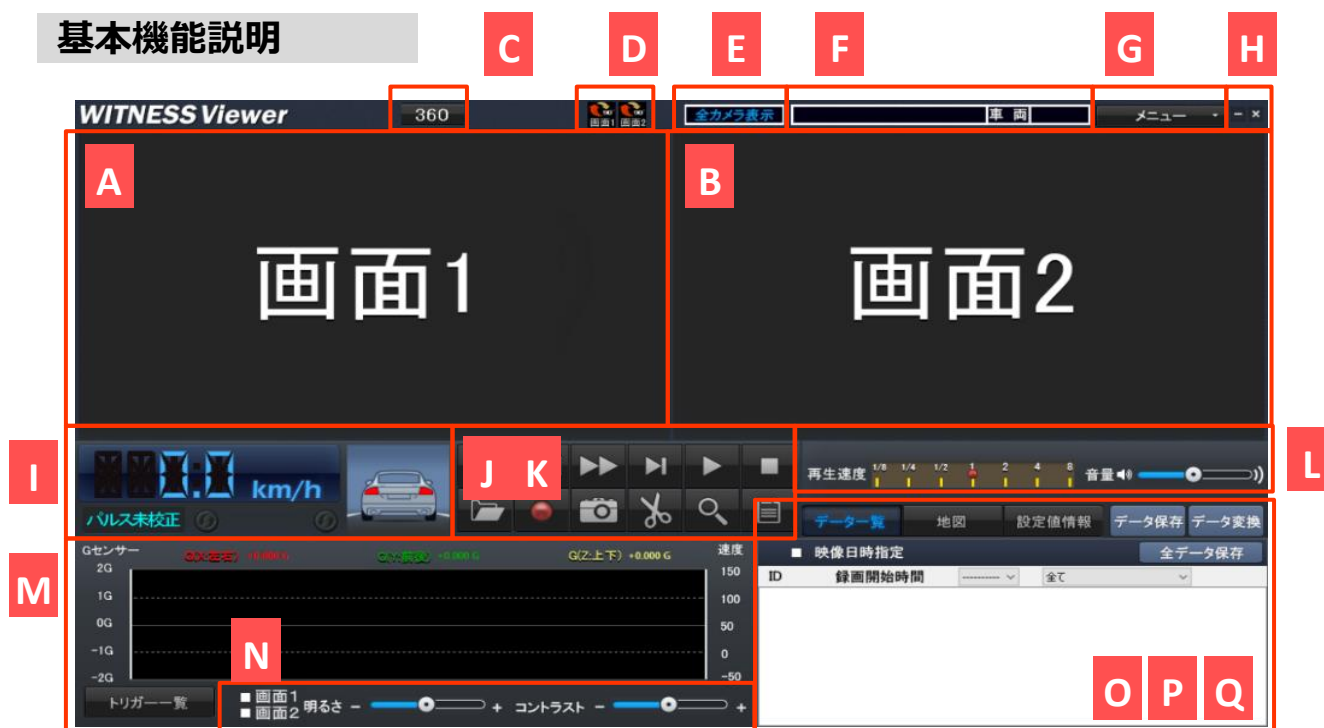 基本機能説明
C D E F G H
WITNESS Viewer 360 画面1 画面2 全カメラ表示 車 両 メニュー - ×
A B
画面1 画面2
I J K L
km/h
パルス未校正
再生速度 1/8 1/4 1/2 1 2 4 8 音量
データ一覧 地図 設定値情報 データ保存 データ変換
M
Gセンサー G(Z:上下) +0.000 G 速度
■ 映像日時指定 全データ保存
ID 録画開始時間 ---------- 全て
2G 150
1G 100
0G 50
-1G 0
-2G -50
N O P Q
トリガー一覧
画面1
画面2
明るさ - + コントラスト - +